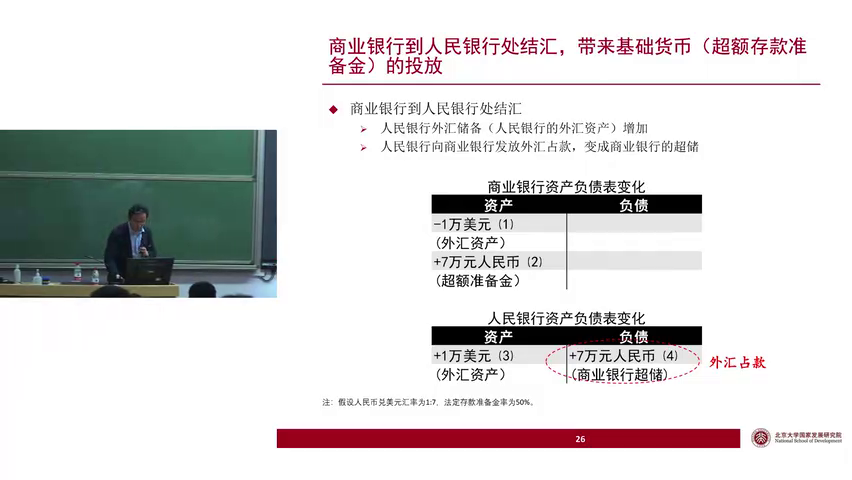 商业银行到人民银行处结汇，带来基础货币（超额存款准
备金）的投放
商业银行到人民银行处结汇
人民银行外汇储备（人民银行的外汇资产）增加
人民银行向商业银行发放外汇占款，变成商业银行的超储
商业银行资产负债表变化
资产 负债
-1万美元 (1)
(外汇资产)
+7万元人民币 (2)
(超额准备金)
人民银行资产负债表变化
资产 负债
+1万美元 (3) +7万元人民币 (4)
(外汇资产) (商业银行超储)
外汇占款
注：假设人民币兑美元汇率为1:7，法定存款准备金率为50%。
26
北京大学国家发展研究院
National School of Development